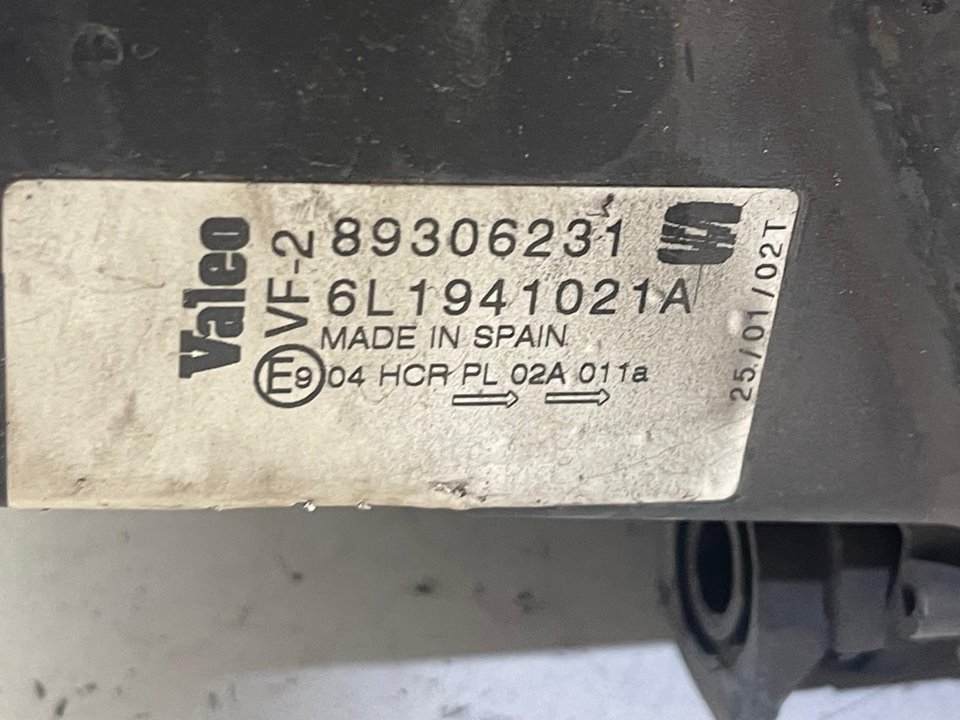 Valeo
VF-2
89306231
6L1941021A
MADE IN SPAIN
E9 04 HCR PL 02A 011a
25/01/02T